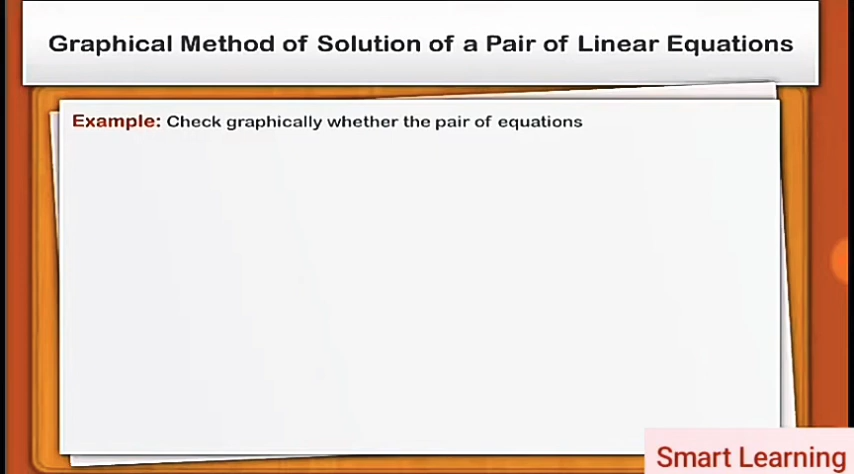 Graphical Method of Solution of a Pair of Linear Equations
Example: Check graphically whether the pair of equations
Smart Learning